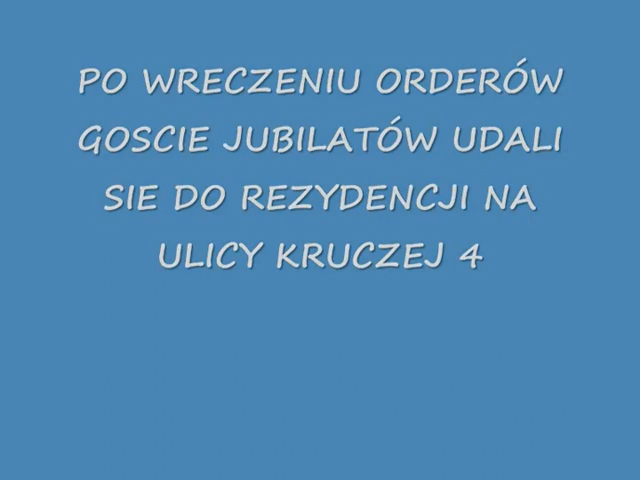 PO WRECZENIU ORDERÓW
GOSCIE JUBILATÓW UDALI
SIE DO REZYDENCJI NA
ULICY KRUCZEJ 4